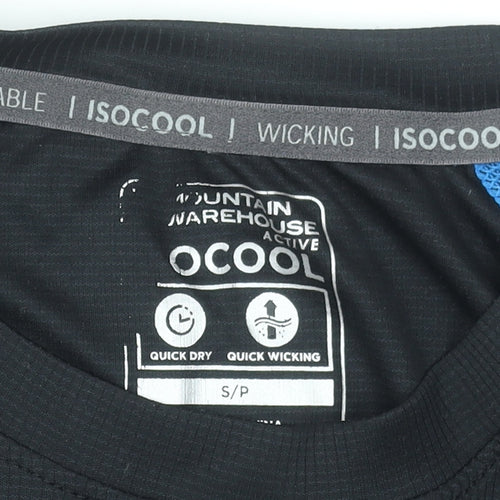 ABLE | ISOCOOL | WICKING | ISOCOOL
MOUNTAIN
WAREHOUSE
ACTIVE
OCOOL
QUICK DRY QUICK WICKING
S/P